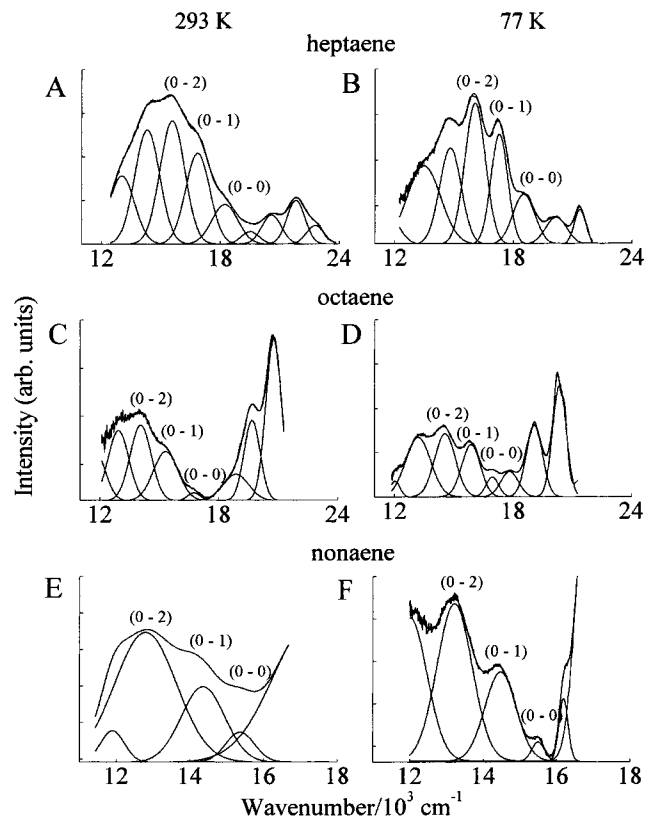 293 K 77 K
heptaene
A (0 - 2) (0 - 1) (0 - 0)
B (0 - 2) (0 - 1) (0 - 0)
12 18 24 12 18 24
octaene
C (0 - 2) (0 - 1) (0 - 0)
D (0 - 2) (0 - 1) (0 - 0)
12 18 24 12 18 24
nonaene
E (0 - 2) (0 - 1) (0 - 0)
F (0 - 2) (0 - 1) (0 - 0)
12 14 16 18 12 14 16 18
Intensity (arb. units)
Wavenumber/10³ cm⁻¹